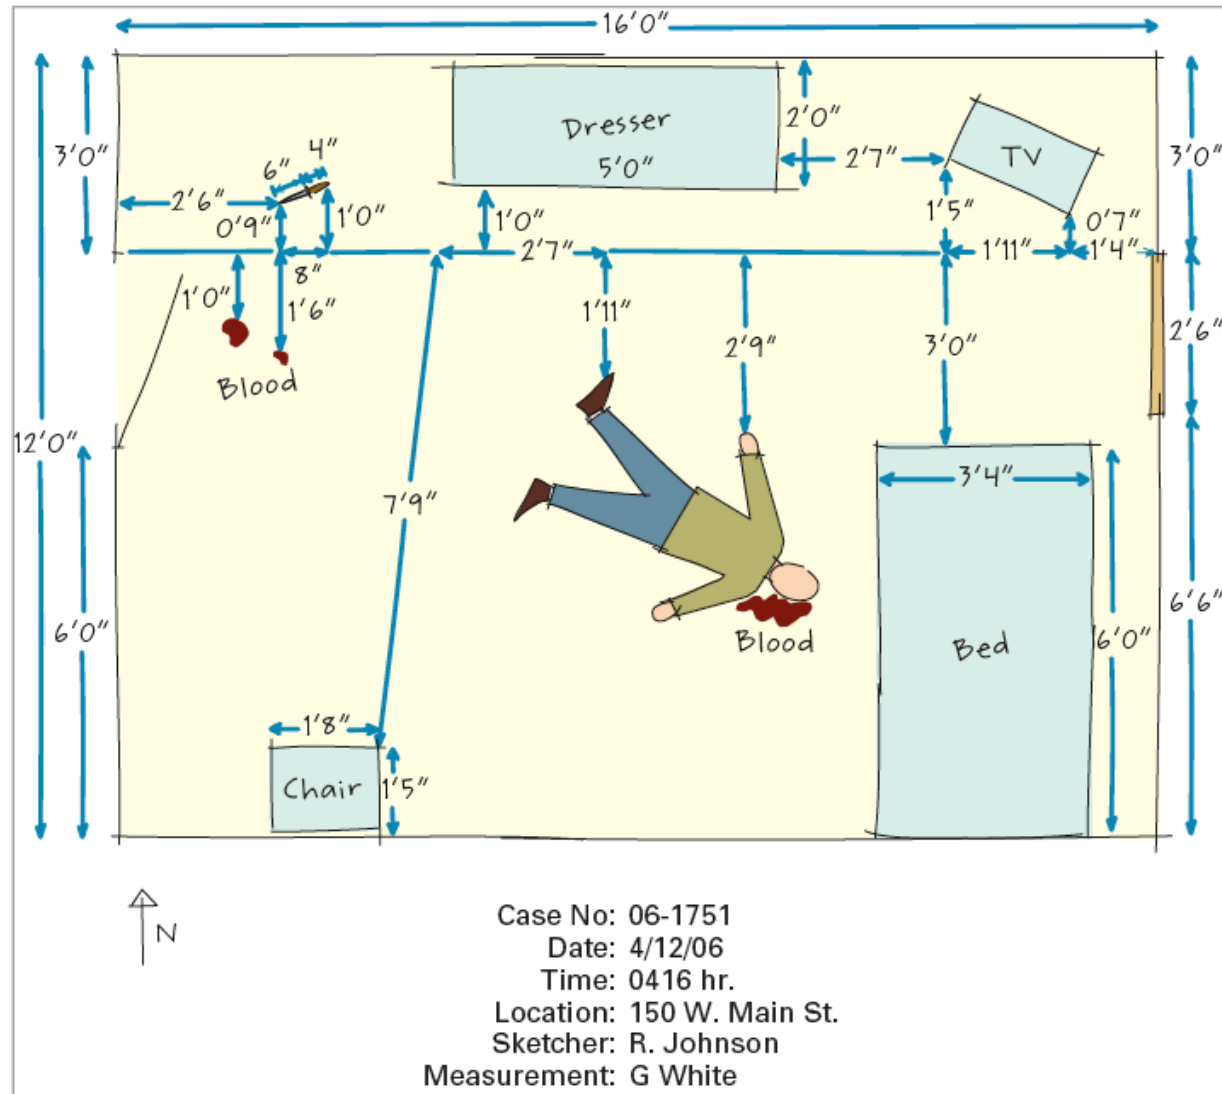 16'0"
Dresser
5'0"
2'0"
TV
3'0"
3'0"
4"
6"
2'7"
2'6"
1'0"
0'9"
1'0"
1'5"
0'7"
2'7"
1'11"
1'4"
8"
1'0"
1'6"
1'11"
2'9"
3'0"
2'6"
Blood
12'0"
3'4"
7'9"
6'0"
6'6"
Blood
Bed
6'0"
1'8"
Chair
1'5"
N
Case No: 06-1751
Date: 4/12/06
Time: 0416 hr.
Location: 150 W. Main St.
Sketcher: R. Johnson
Measurement: G White